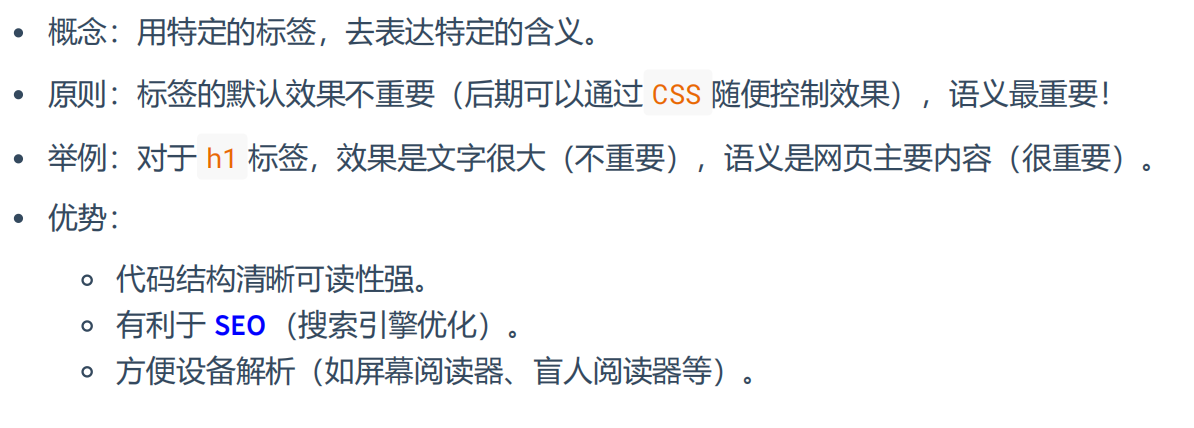 概念：用特定的标签，去表达特定的含义。
原则：标签的默认效果不重要（后期可以通过 CSS 随便控制效果），语义最重要！
举例：对于 h1 标签，效果是文字很大（不重要），语义是网页主要内容（很重要）。
优势：
代码结构清晰可读性强。
有利于 SEO（搜索引擎优化）。
方便设备解析（如屏幕阅读器、盲人阅读器等）。